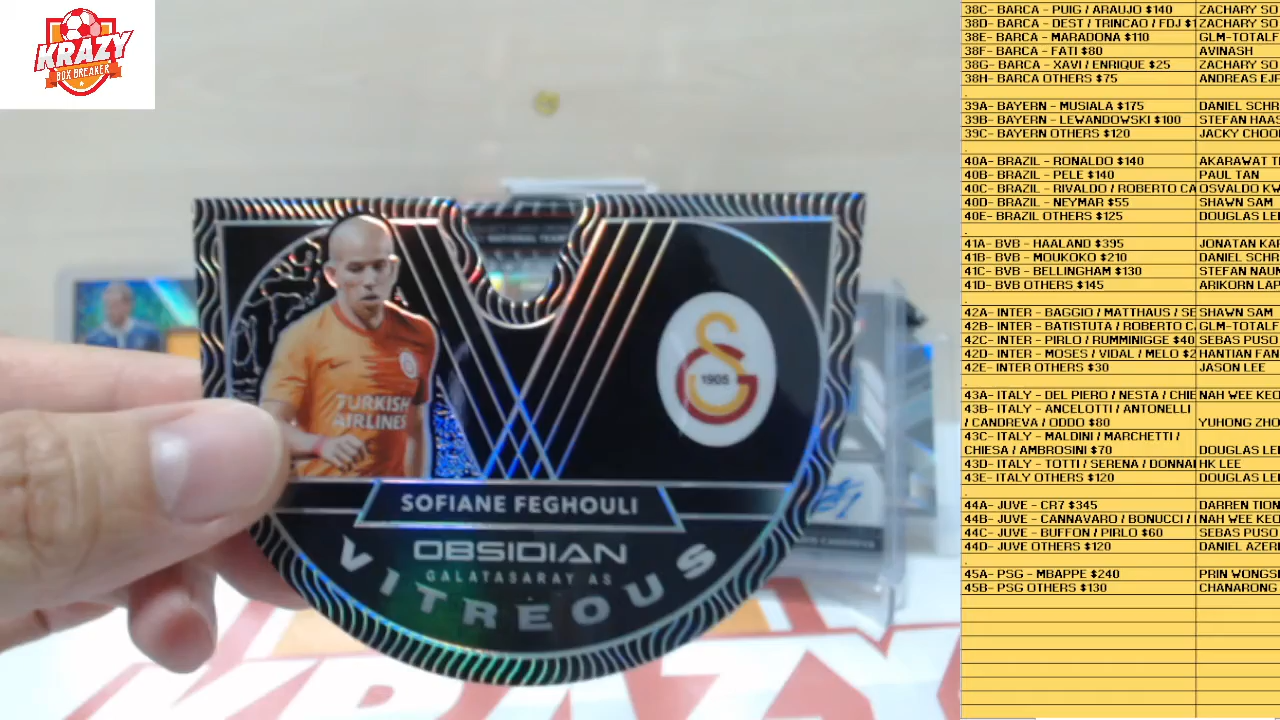 KRAZY
BOX BREAKER
NATIONAL TEAM
1905
TURKISH
AIRLINES
SOFIANE FEGHOULI
OBSIDIAN
GALATASARAY AS
VITREOUS
KRAZY
38C- BARCA - PUIG / ARAUJO $140 ZACHARY SO
38D- BARCA - DEST / TRINCAO / FDJ $1 ZACHARY SO
38E- BARCA - MARADONA $110 GLM-TOTALF
38F- BARCA - FATI $80 AVINASH
38G- BARCA - XAVI / ENRIQUE $25 ZACHARY SO
38H- BARCA OTHERS $75 ANDREAS EJF
.
39A- BAYERN - MUSIALA $175 DANIEL SCHR
39B- BAYERN - LEWANDOWSKI $100 STEFAN HAAS
39C- BAYERN OTHERS $120 JACKY CHOO
.
40A- BRAZIL - RONALDO $140 AKARAWAT T
40B- BRAZIL - PELE $140 PAUL TAN
40C- BRAZIL - RIVALDO / ROBERTO CA OSVALDO KW
40D- BRAZIL - NEYMAR $55 SHAWN SAM
40E- BRAZIL OTHERS $125 DOUGLAS LEE
.
41A- BVB - HAALAND $395 JONATAN KAR
41B- BVB - MOUKOKO $210 DANIEL SCHR
41C- BVB - BELLINGHAM $130 STEFAN NAUN
41D- BVB OTHERS $145 ARIKORN LAP
.
42A- INTER - BAGGIO / MATTHAUS / SE SHAWN SAM
42B- INTER - BATISTUTA / ROBERTO C. GLM-TOTALF
42C- INTER - PIRLO / RUMMINIGGE $40 SEBAS PUSO
42D- INTER - MOSES / VIDAL / MELO $2 HANTIAN FAN
42E- INTER OTHERS $30 JASON LEE
.
43A- ITALY - DEL PIERO / NESTA / CHIE NAH WEE KEO
43B- ITALY - ANCELOTTI / ANTONELLI
/ CANDREVA / ODDO $80 YUHONG ZHO
43C- ITALY - MALDINI / MARCHETTI /
CHIESA / AMBROSINI $70 DOUGLAS LEE
43D- ITALY - TOTTI / SERENA / DONNAI HK LEE
43E- ITALY OTHERS $120 DOUGLAS LEE
.
44A- JUVE - CR7 $345 DARREN TION
44B- JUVE - CANNAVARO / BONUCCI / NAH WEE KEO
44C- JUVE - BUFFON / PIRLO $60 SEBAS PUSO
44D- JUVE OTHERS $120 DANIEL AZER
.
45A- PSG - MBAPPE $240 PRIN WONGS
45B- PSG OTHERS $130 CHANARONG